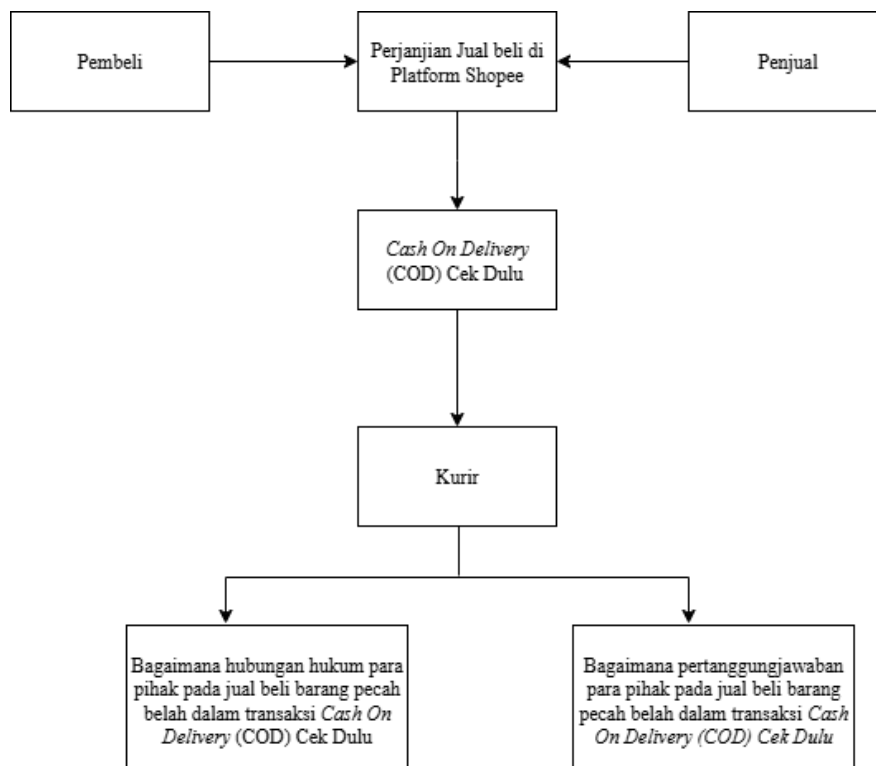 Pembeli
Perjanjian Jual beli di
Platform Shopee
Penjual
Cash On Delivery
(COD) Cek Dulu
Kurir
Bagaimana hubungan hukum para
pihak pada jual beli barang pecah
belah dalam transaksi Cash On
Delivery (COD) Cek Dulu
Bagaimana pertanggungjawaban
para pihak pada jual beli barang
pecah belah dalam transaksi Cash
On Delivery (COD) Cek Dulu